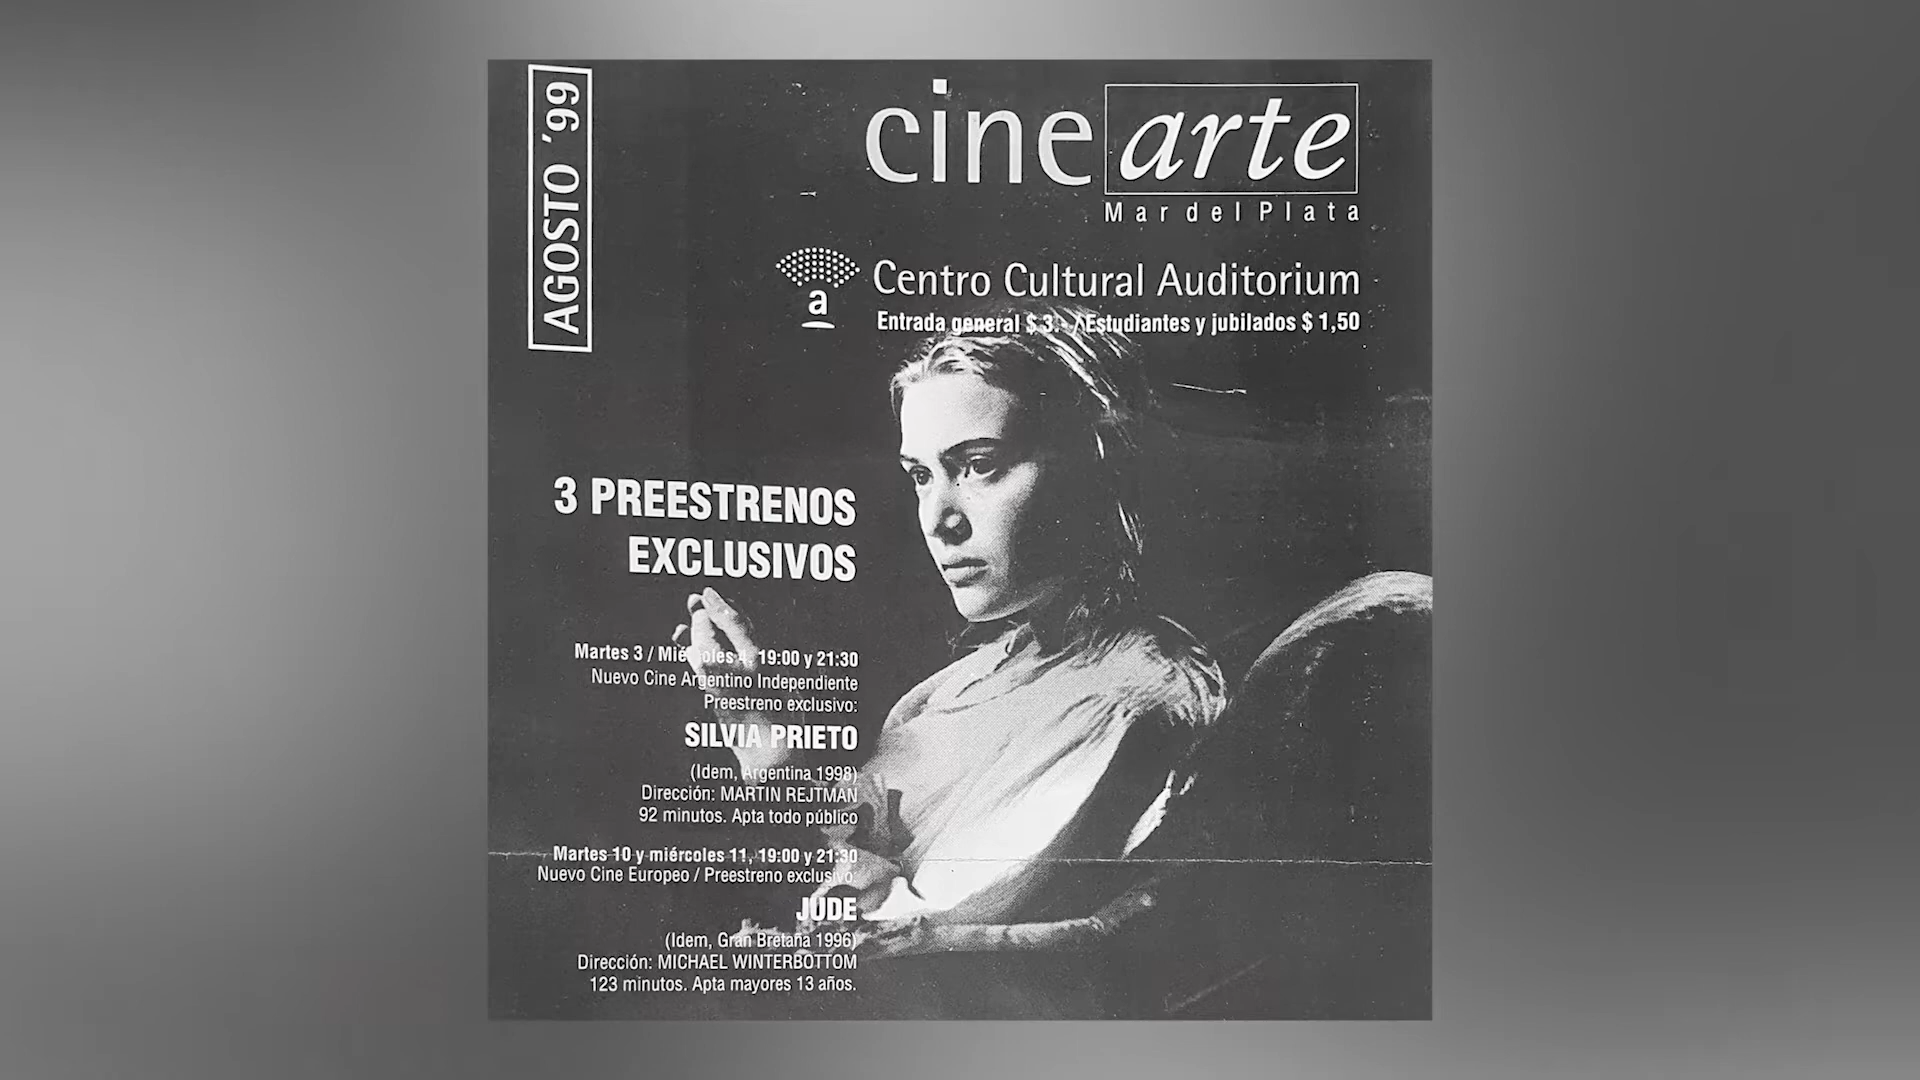 AGOSTO '99
cine arte
Mar del Plata
a
Centro Cultural Auditorium
Entrada general $ 3.- / Estudiantes y jubilados $ 1,50
3 PREESTRENOS
EXCLUSIVOS
Martes 3 / Miércoles 4, 19:00 y 21:30
Nuevo Cine Argentino Independiente
Preestreno exclusivo:
SILVIA PRIETO
(Idem, Argentina 1998)
Dirección: MARTIN REJTMAN
92 minutos. Apta todo público
Martes 10 y miércoles 11, 19:00 y 21:30
Nuevo Cine Europeo / Preestreno exclusivo:
JUDE
(Idem, Gran Bretaña 1996)
Dirección: MICHAEL WINTERBOTTOM
123 minutos. Apta mayores 13 años.